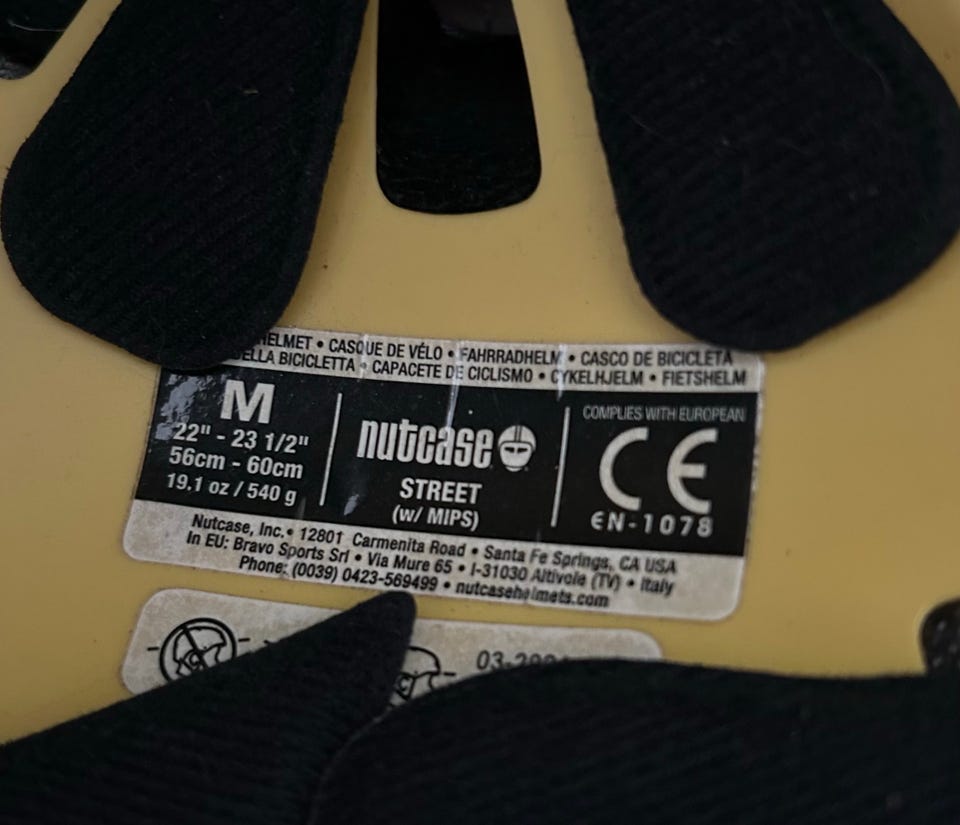 • CASQUE DE VÉLO • FAHRRADHELM • CASCO DE BICICLETA
BICICLETTA • CAPACETE DE CICLISMO • CYKELHJELM • FIETSHELM
M
22" - 23 1/2"
56cm - 60cm
19.1 oz / 540 g
nutcase
STREET
(w/ MIPS)
COMPLIES WITH EUROPEAN
CE
EN-1078
Nutcase, Inc. • 12801 Carmenita Road • Santa Fe Springs, CA USA
In EU: Bravo Sports Srl • Via Mure 65 • I-31030 Altivole (TV) • Italy
Phone: (0039) 0423-569499 • nutcasehelmets.com